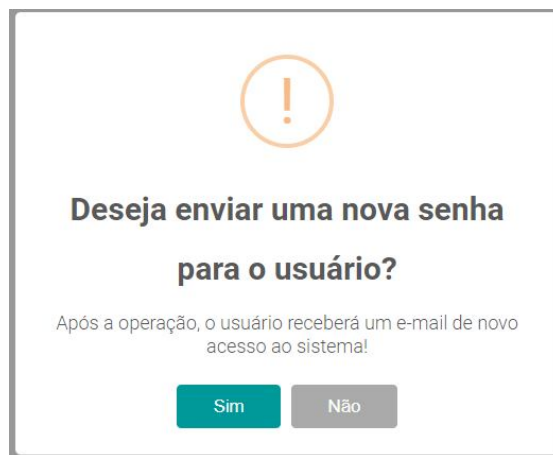 !
Deseja enviar uma nova senha
para o usuário?
Após a operação, o usuário receberá um e-mail de novo
acesso ao sistema!
Sim Não